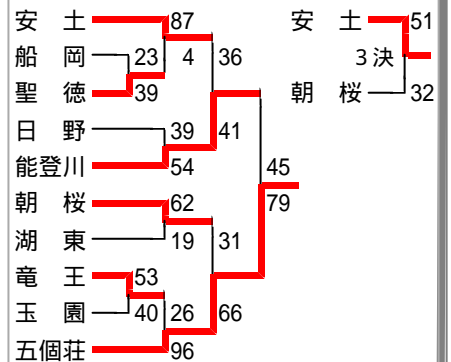 安　土 87 安　土 51
船　岡 23 4 36 3決
聖　徳 39 朝　桜 32
日　野 39 41
能登川 54 45
朝　桜 62 79
湖　東 19 31
竜　王 53
玉　園 40 26 66
五個荘 96